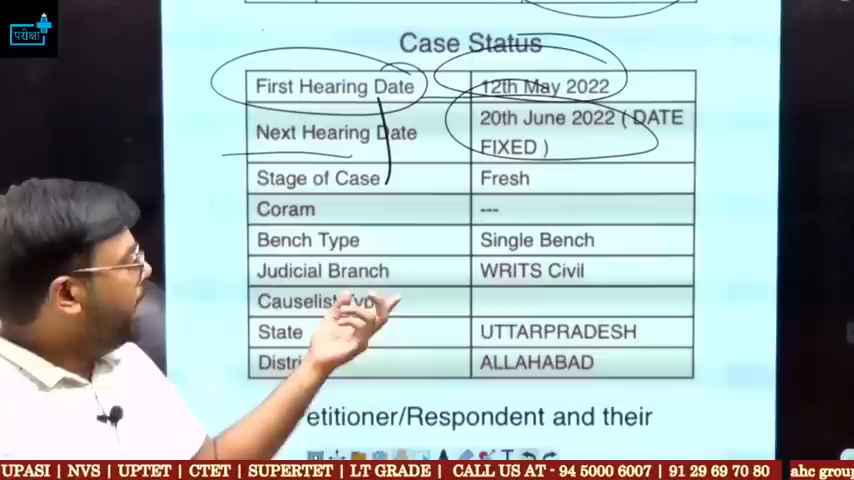 परीक्षा
Case Status
First Hearing Date 12th May 2022
Next Hearing Date 20th June 2022 ( DATE FIXED )
Stage of Case Fresh
Coram ---
Bench Type Single Bench
Judicial Branch WRITS Civil
Causelist
State UTTARPRADESH
ALLAHABAD
etitioner/Respondent and their
UPASI | NVS | UPTET | CTET | SUPERTET | LT GRADE | CALL US AT - 94 5000 6007 | 91 29 69 70 80 ahc group